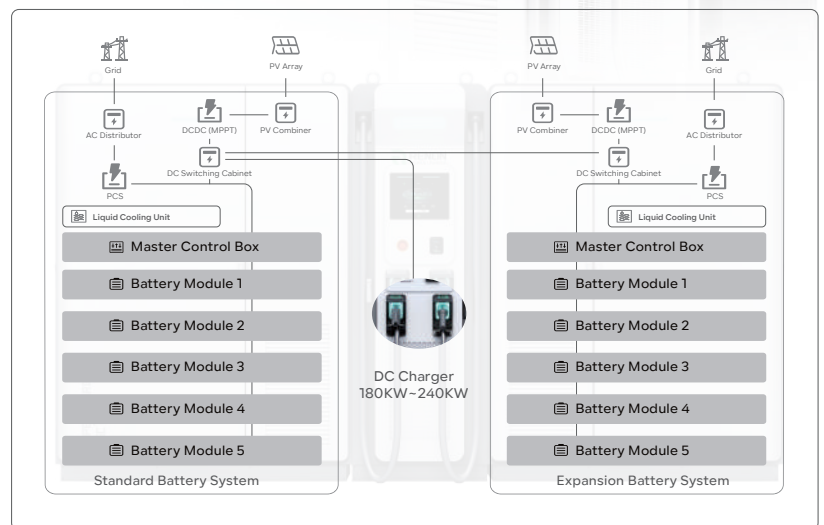 Grid
PV Array
AC Distributor
DCDC (MPPT)
PV Combiner
DC Switching Cabinet
PCS
Liquid Cooling Unit
Master Control Box
Battery Module 1
Battery Module 2
Battery Module 3
Battery Module 4
Battery Module 5
Standard Battery System
DC Charger
180KW~240KW
PV Array
Grid
PV Combiner
DCDC (MPPT)
AC Distributor
DC Switching Cabinet
PCS
Liquid Cooling Unit
Master Control Box
Battery Module 1
Battery Module 2
Battery Module 3
Battery Module 4
Battery Module 5
Expansion Battery System